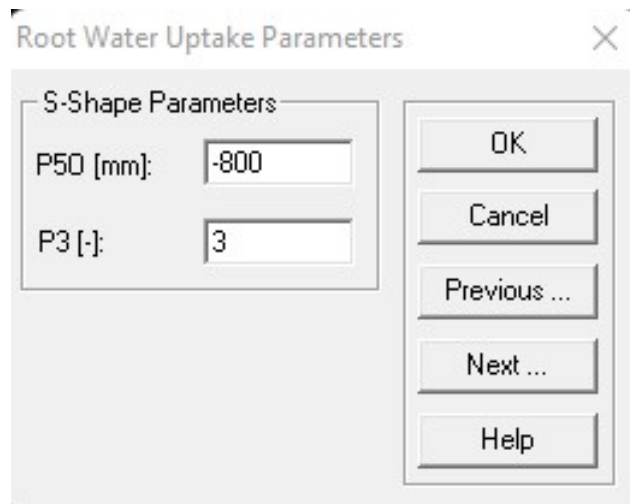 Root Water Uptake Parameters
S-Shape Parameters
P50 [mm]: -800
P3 [-]: 3
OK
Cancel
Previous ...
Next ...
Help